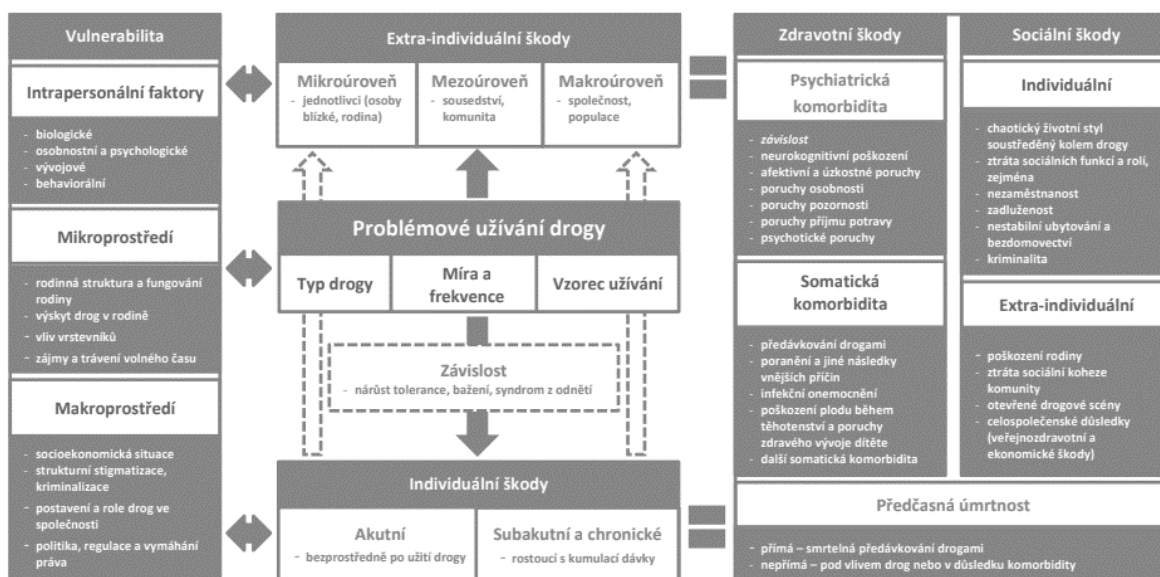 Vulnerabilita
Intrapersonální faktory
- biologické
- osobnostní a psychologické
- vývojové
- behaviorální
Mikroprostředí
- rodinná struktura a fungování
rodiny
- výskyt drog v rodině
- vliv vrstevníků
- zájmy a trávení volného času
Makroprostředí
- socioekonomická situace
- strukturní stigmatizace,
kriminalizace
- postavení a role drog ve
společnosti
- politika, regulace a vymáhání
práva
Extra-individuální škody
Mikroúroveň
- jednotlivci (osoby
blízké, rodina)
Mezoúroveň
- sousedství,
komunita
Makroúroveň
- společnost,
populace
Problémové užívání drogy
Typ drogy
Míra a
frekvence
Vzorec užívání
Závislost
- nárůst tolerance, bažení, syndrom z odnětí
Individuální škody
Akutní
- bezprostředně po užití drogy
Subakutní a chronické
- rostoucí s kumulací dávky
Zdravotní škody
Psychiatrická
komorbidita
- závislost
- neurokognitivní poškození
- afektivní a úzkostné poruchy
- poruchy osobnosti
- poruchy pozornosti
- poruchy příjmu potravy
- psychotické poruchy
Somatická
komorbidita
- předávkování drogami
- poranění a jiné následky
vnějších příčin
- infekční onemocnění
- poškození plodu během
těhotenství a poruchy
zdravého vývoje dítěte
- další somatická komorbidita
Sociální škody
Individuální
- chaotický životní styl
soustředěný kolem drogy
- ztráta sociálních funkcí a rolí,
zejména
- nezaměstnanost
- zadluženost
- nestabilní ubytování a
bezdomovectví
- kriminalita
Extra-individuální
- poškození rodiny
- ztráta sociální koheze
komunity
- otevřené drogové scény
- celospolečenské důsledky
(veřejnozdravotní a
ekonomické škody)
Předčasná úmrtnost
- přímá – smrtelná předávkování drogami
- nepřímá – pod vlivem drog nebo v důsledku komorbidity